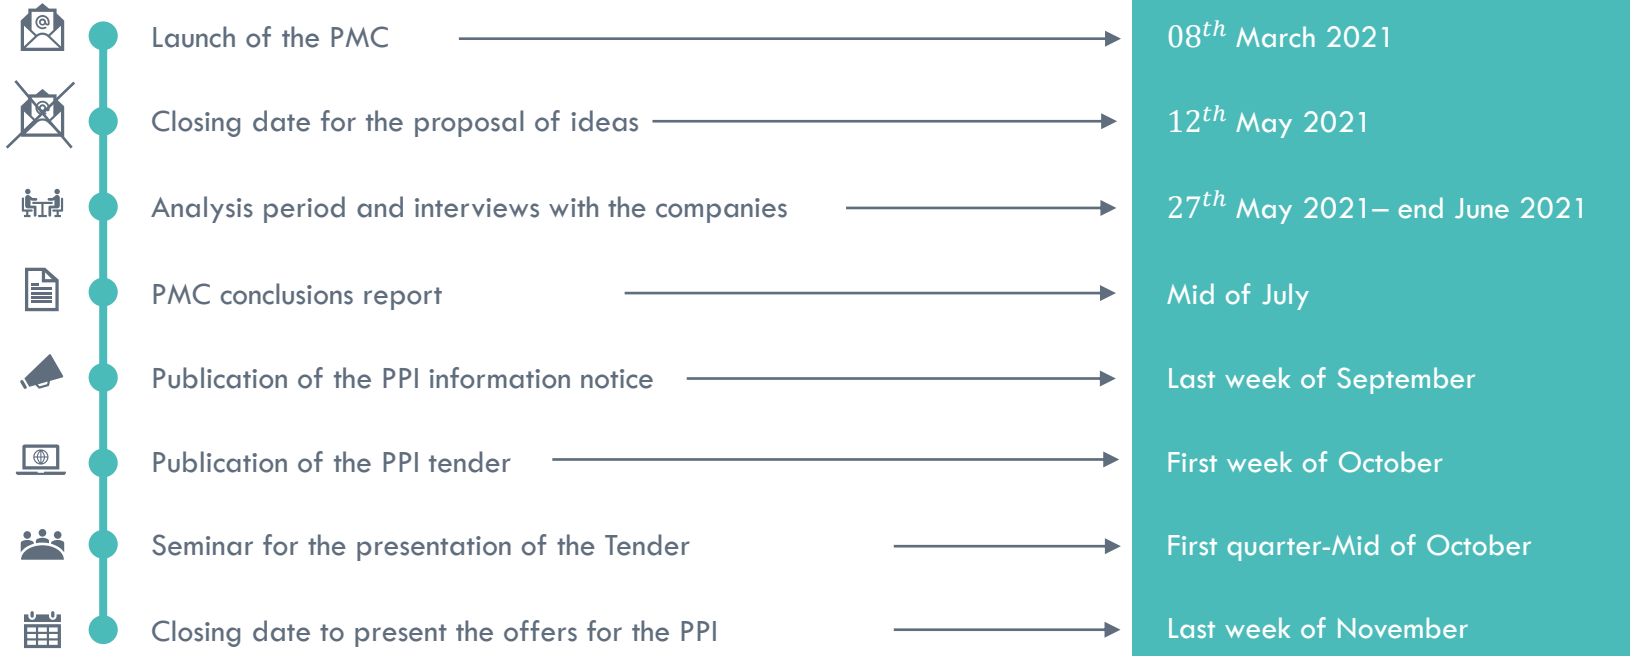 Launch of the PMC 08th March 2021
Closing date for the proposal of ideas 12th May 2021
Analysis period and interviews with the companies 27th May 2021– end June 2021
PMC conclusions report Mid of July
Publication of the PPI information notice Last week of September
Publication of the PPI tender First week of October
Seminar for the presentation of the Tender First quarter-Mid of October
Closing date to present the offers for the PPI Last week of November